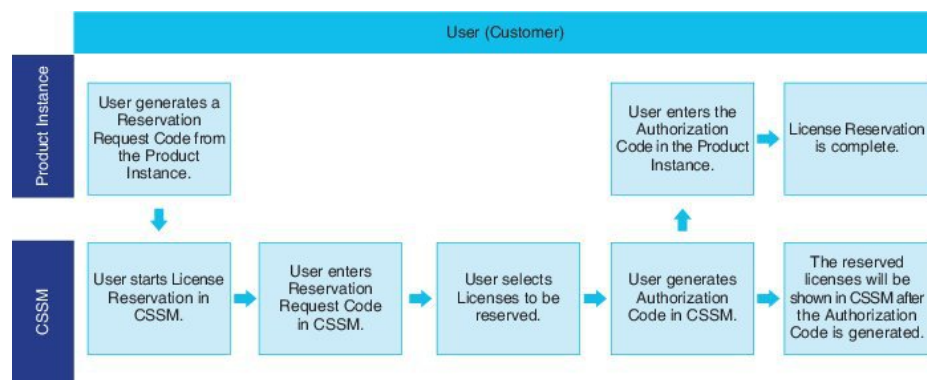 User (Customer)
Product Instance
User generates a
Reservation
Request Code from
the Product
Instance.
User enters the
Authorization
Code in the Product
Instance.
License Reservation
is complete.
CSSM
User starts License
Reservation in
CSSM.
User enters
Reservation
Request Code
in CSSM.
User selects
Licenses to be
reserved.
User generates
Authorization
Code in CSSM.
The reserved
licenses will be
shown in CSSM after
the Authorization
Code is generated.